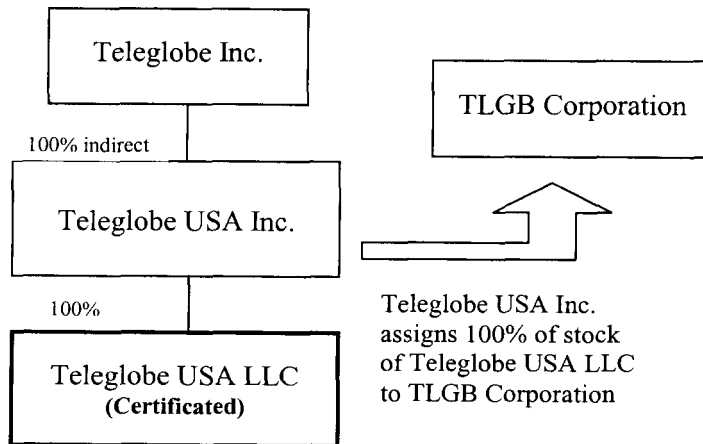 Teleglobe Inc.
TLGB Corporation
100% indirect
Teleglobe USA Inc.
100%
Teleglobe USA Inc.
assigns 100% of stock
of Teleglobe USA LLC
to TLGB Corporation
Teleglobe USA LLC
(Certificated)